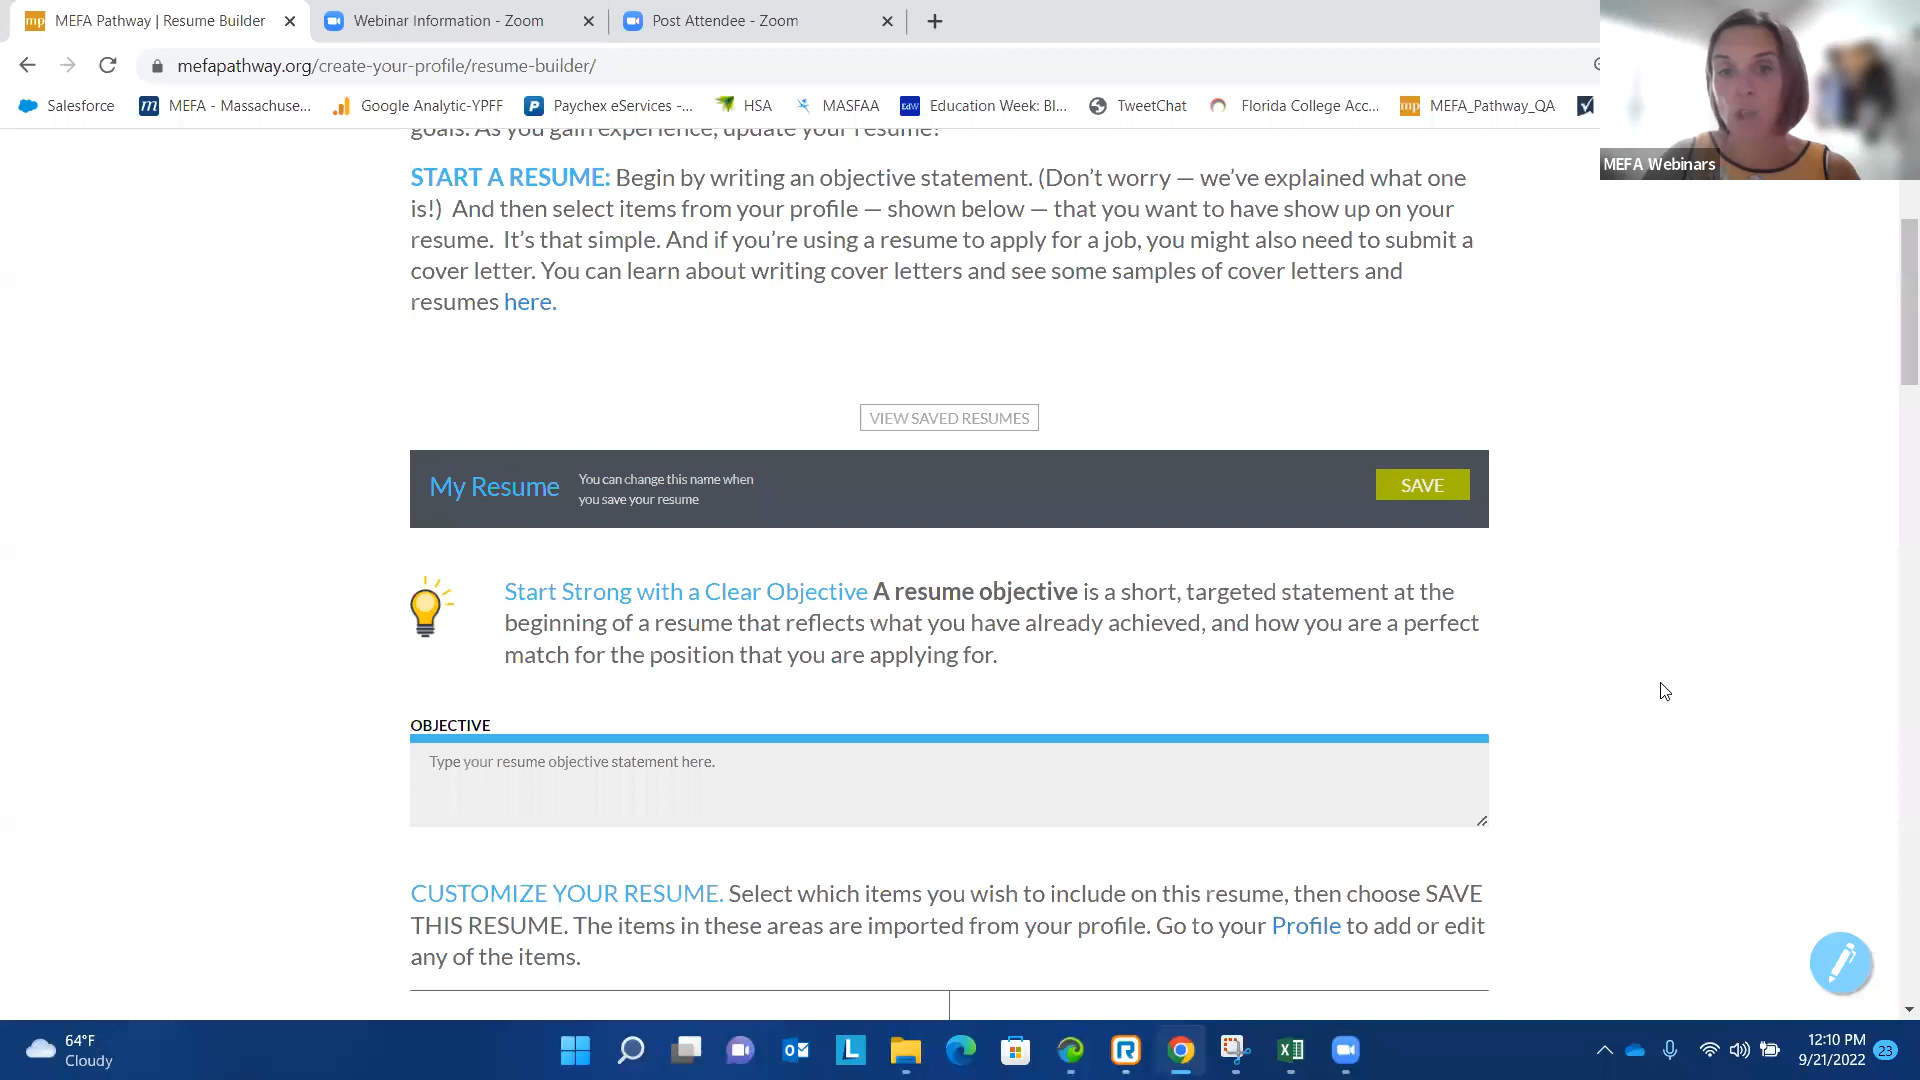 MEFA Pathway | Resume Builder
Webinar Information - Zoom
Post Attendee - Zoom
mefapathway.org/create-your-profile/resume-builder/
Salesforce
MEFA - Massachuse...
Google Analytic-YPFF
Paychex eServices -...
HSA
MASFAA
EdW
Education Week: Bl...
TweetChat
Florida College Acc...
mp
MEFA_Pathway_QA
MEFA Webinars
goals. As you gain experience, update your resume!
START A RESUME: Begin by writing an objective statement. (Don't worry — we've explained what one
is!) And then select items from your profile — shown below — that you want to have show up on your
resume. It's that simple. And if you're using a resume to apply for a job, you might also need to submit a
cover letter. You can learn about writing cover letters and see some samples of cover letters and
resumes here.
VIEW SAVED RESUMES
My Resume
You can change this name when
you save your resume
SAVE
Start Strong with a Clear Objective A resume objective is a short, targeted statement at the
beginning of a resume that reflects what you have already achieved, and how you are a perfect
match for the position that you are applying for.
OBJECTIVE
Type your resume objective statement here.
CUSTOMIZE YOUR RESUME. Select which items you wish to include on this resume, then choose SAVE
THIS RESUME. The items in these areas are imported from your profile. Go to your Profile to add or edit
any of the items.
64°F
Cloudy
12:10 PM
9/21/2022
23